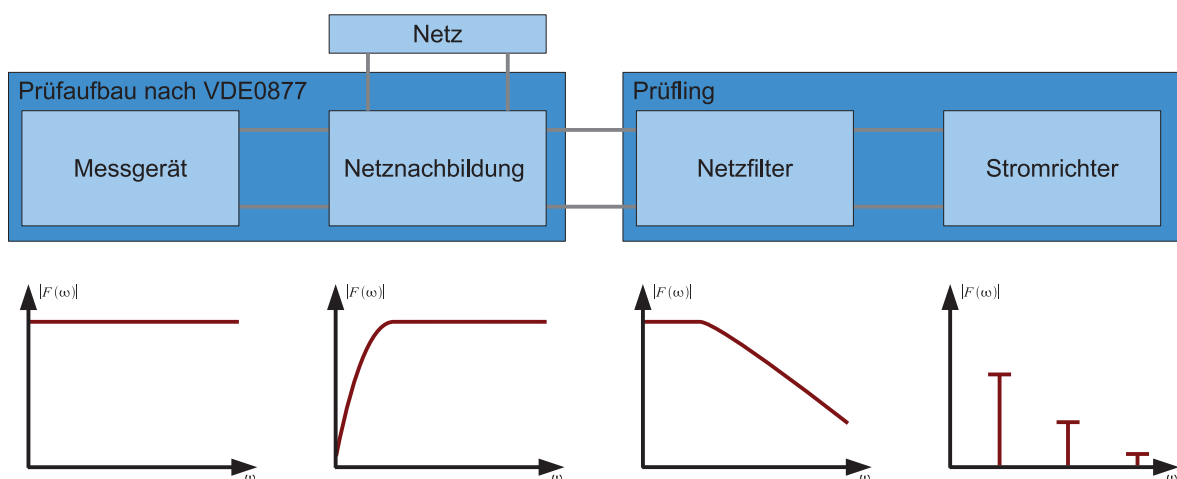 Netz
Prüfaufbau nach VDE0877
Prüfling
Messgerät
Netznachbildung
Netzfilter
Stromrichter
|F(ω)|
|F(ω)|
|F(ω)|
|F(ω)|
ω
ω
ω
ω